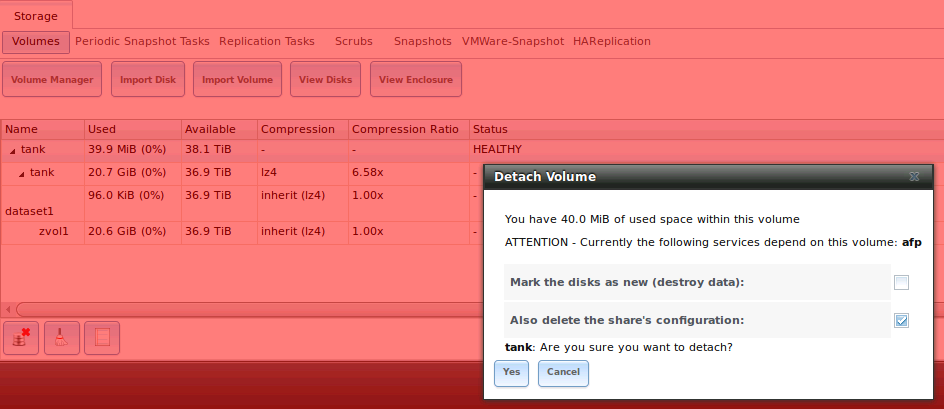 Storage
Volumes Periodic Snapshot Tasks Replication Tasks Scrubs Snapshots VMWare-Snapshot HAReplication
Volume Manager Import Disk Import Volume View Disks View Enclosure
Name Used Available Compression Compression Ratio Status
tank 39.9 MiB (0%) 38.1 TiB - - HEALTHY
tank 20.7 GiB (0%) 36.9 TiB lz4 6.58x -
96.0 KiB (0%) 36.9 TiB inherit (lz4) 1.00x -
dataset1
zvol1 20.6 GiB (0%) 36.9 TiB inherit (lz4) 1.00x -
Detach Volume
You have 40.0 MiB of used space within this volume
ATTENTION - Currently the following services depend on this volume: afp
Mark the disks as new (destroy data):
Also delete the share's configuration:
tank: Are you sure you want to detach?
Yes Cancel